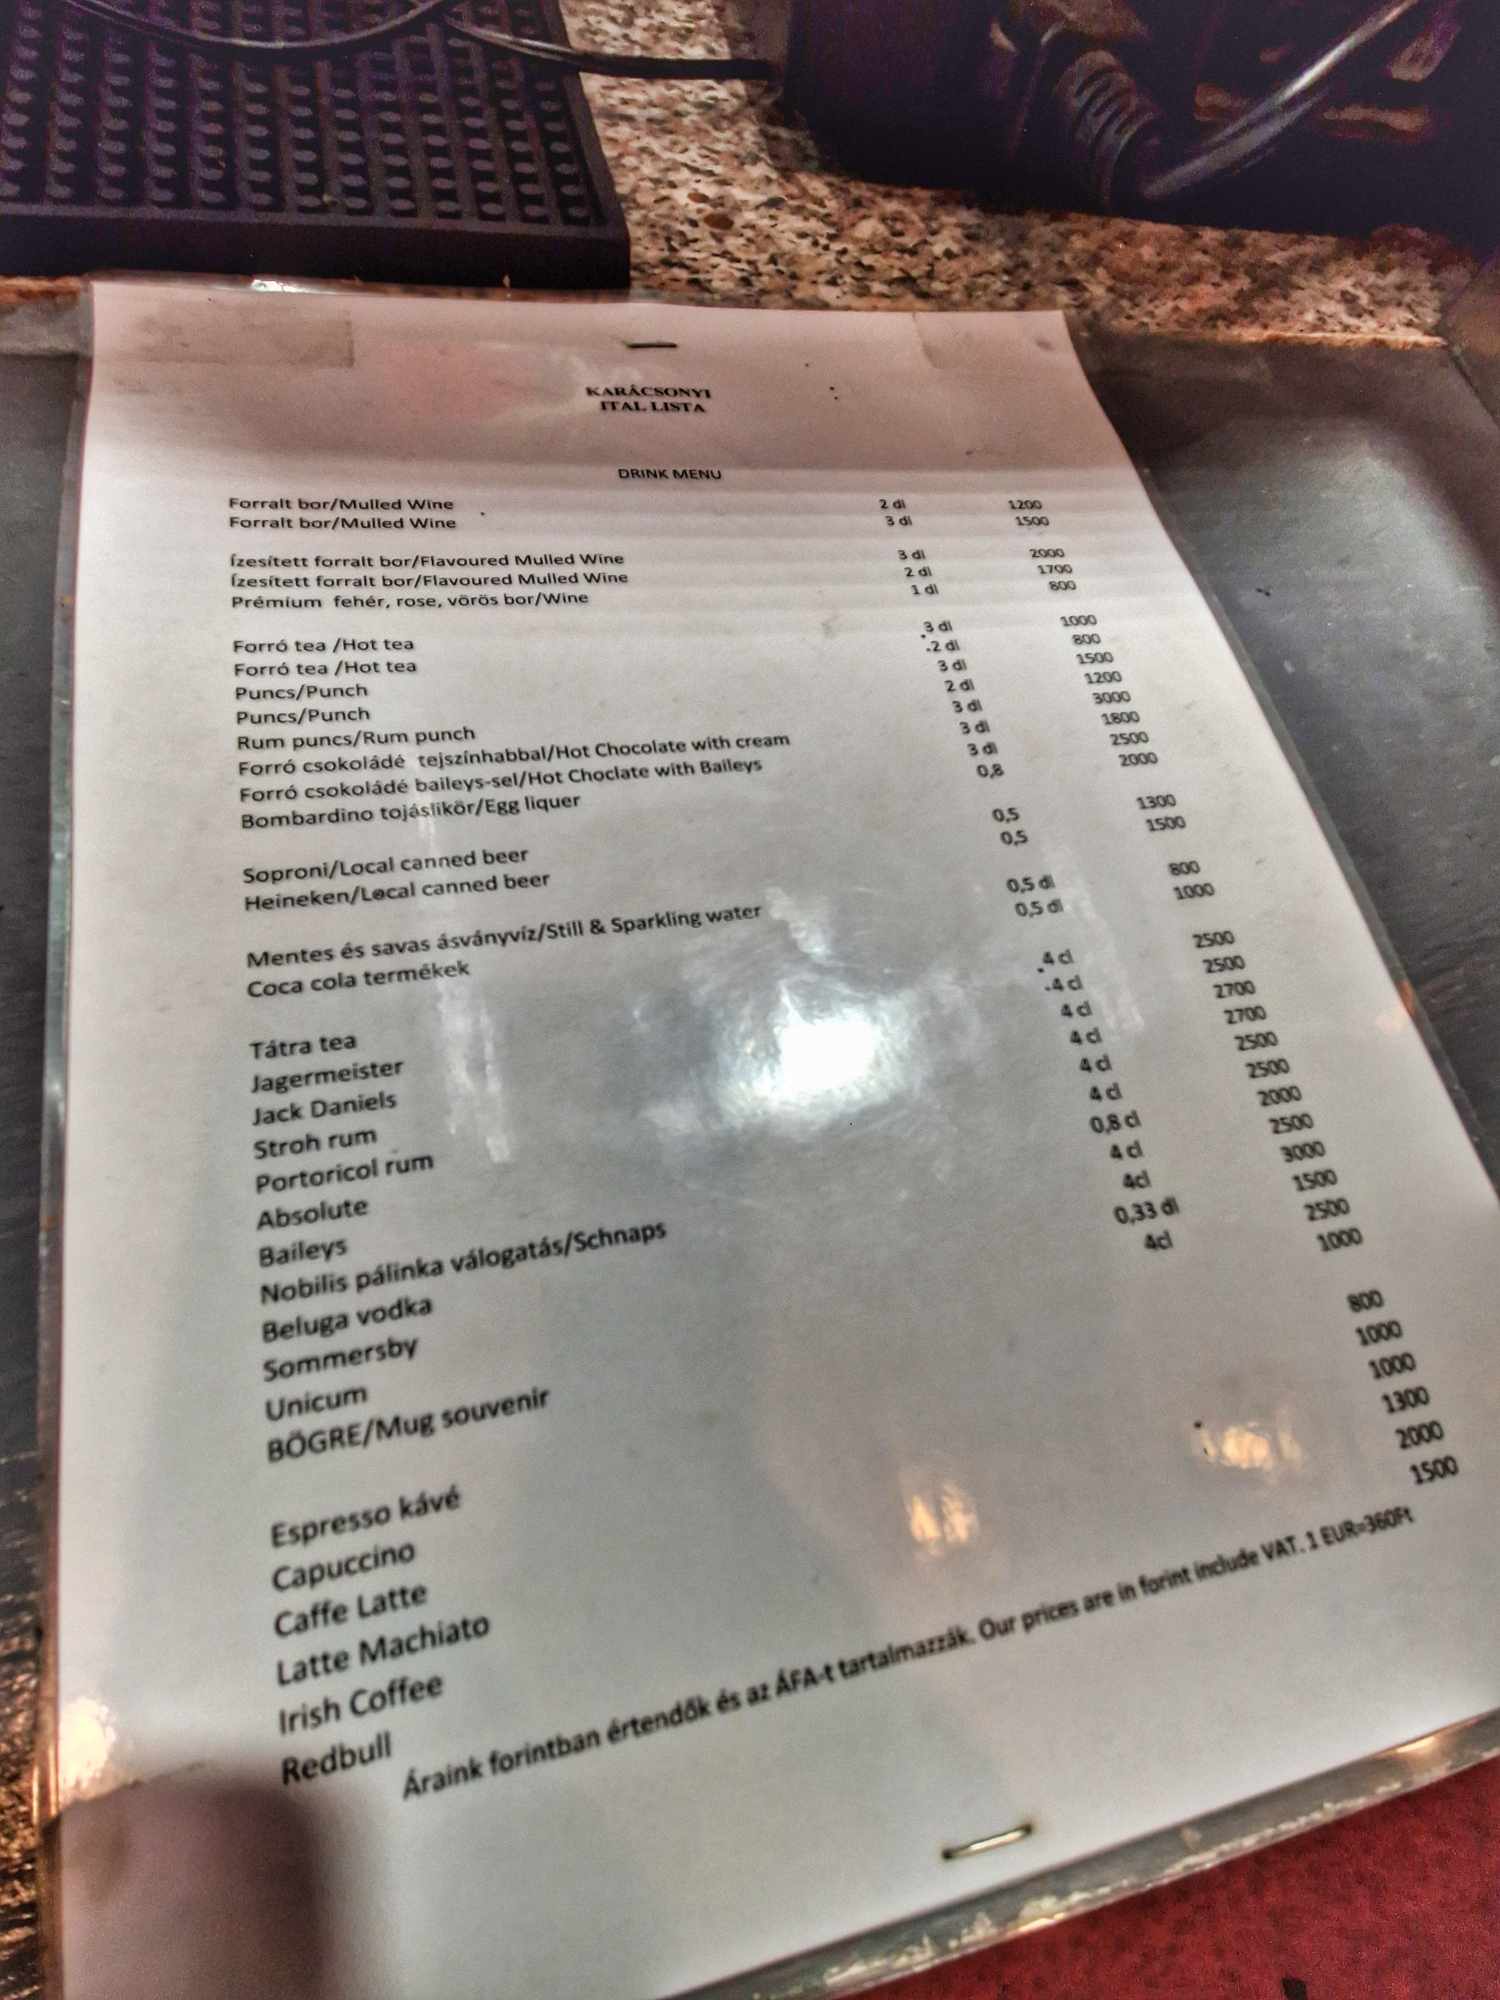 KARÁCSONYI
ITAL LISTA
DRINK MENU
Forralt bor/Mulled Wine 2 dl 1200
Forralt bor/Mulled Wine 3 dl 1500
Ízesített forralt bor/Flavoured Mulled Wine 3 dl 2000
Ízesített forralt bor/Flavoured Mulled Wine 2 dl 1700
Prémium fehér, rose, vörös bor/Wine 1 dl 800
Forró tea /Hot tea 3 dl 1000
Forró tea /Hot tea 2 dl 800
Puncs/Punch 3 dl 1500
Puncs/Punch 2 dl 1200
Rum puncs/Rum punch 3 dl 3000
Forró csokoládé tejszínhabbal/Hot Chocolate with cream 3 dl 1800
Forró csokoládé baileys-sel/Hot Choclate with Baileys 3 dl 2500
Bombardino tojáslikör/Egg liquer 0,8 2000
Soproni/Local canned beer 0,5 1300
Heineken/Local canned beer 0,5 1500
Mentes és savas ásványvíz/Still & Sparkling water 0,5 dl 800
Coca cola termékek 0,5 dl 1000
Tátra tea 4 cl 2500
Jagermeister 4 cl 2500
Jack Daniels 4 cl 2700
Stroh rum 4 cl 2700
Portoricol rum 4 cl 2500
Absolute 4 cl 2500
Baileys 0,8 cl 2000
Nobilis pálinka válogatás/Schnaps 4 cl 2500
Beluga vodka 4cl 3000
Sommersby 0,33 dl 1500
Unicum 4cl 2500
BÖGRE/Mug souvenir 1000
Espresso kávé 800
Capuccino 1000
Caffe Latte 1000
Latte Machiato 1300
Irish Coffee 2000
Redbull 1500
Áraink forintban értendők és az ÁFA-t tartalmazzák. Our prices are in forint include VAT. 1 EUR=360Ft